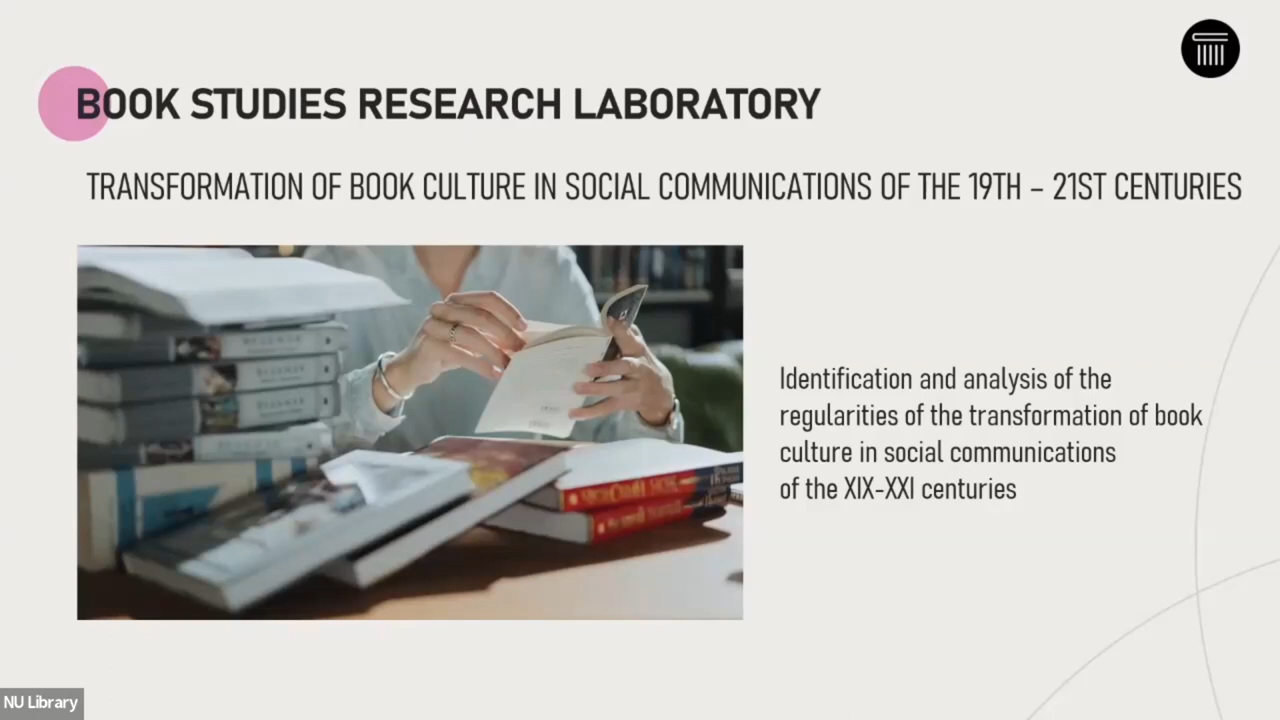 BOOK STUDIES RESEARCH LABORATORY
TRANSFORMATION OF BOOK CULTURE IN SOCIAL COMMUNICATIONS OF THE 19TH – 21ST CENTURIES
Identification and analysis of the
regularities of the transformation of book
culture in social communications
of the XIX-XXI centuries
NU Library